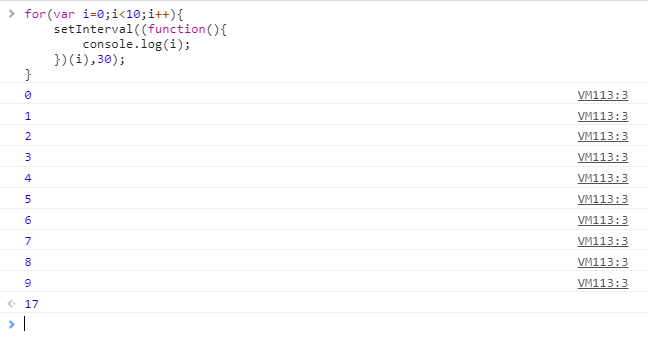 > for(var i=0;i<10;i++){
    setInterval((function(){
        console.log(i);
    })(i),30);
}
0 VM113:3
1 VM113:3
2 VM113:3
3 VM113:3
4 VM113:3
5 VM113:3
6 VM113:3
7 VM113:3
8 VM113:3
9 VM113:3
17
>